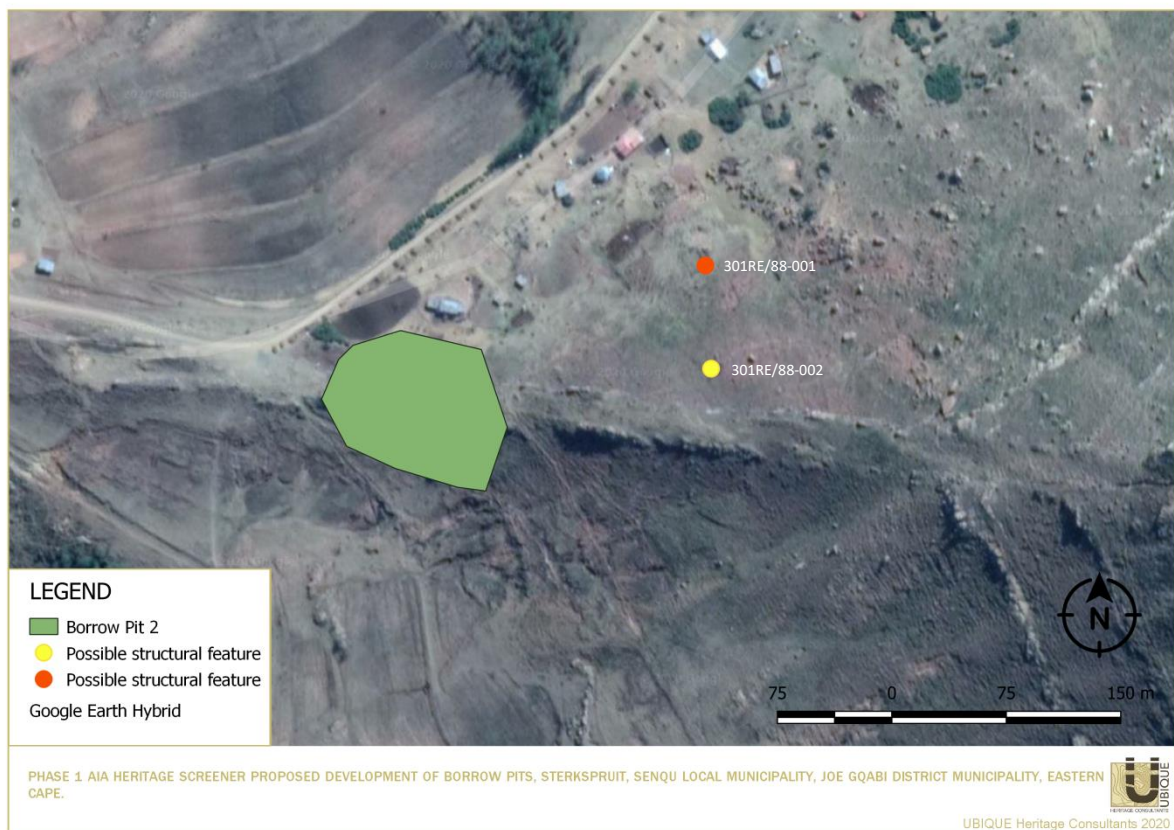 301RE/88-001
301RE/88-002
LEGEND
Borrow Pit 2
Possible structural feature
Possible structural feature
Google Earth Hybrid
N
75 0 75 150 m
PHASE 1 AIA HERITAGE SCREENER PROPOSED DEVELOPMENT OF BORROW PITS, STERKSPRUIT, SENQU LOCAL MUNICIPALITY, JOE GQABI DISTRICT MUNICIPALITY, EASTERN
CAPE.
UBIQUE
HERITAGE CONSULTANTS
UBIQUE Heritage Consultants 2020